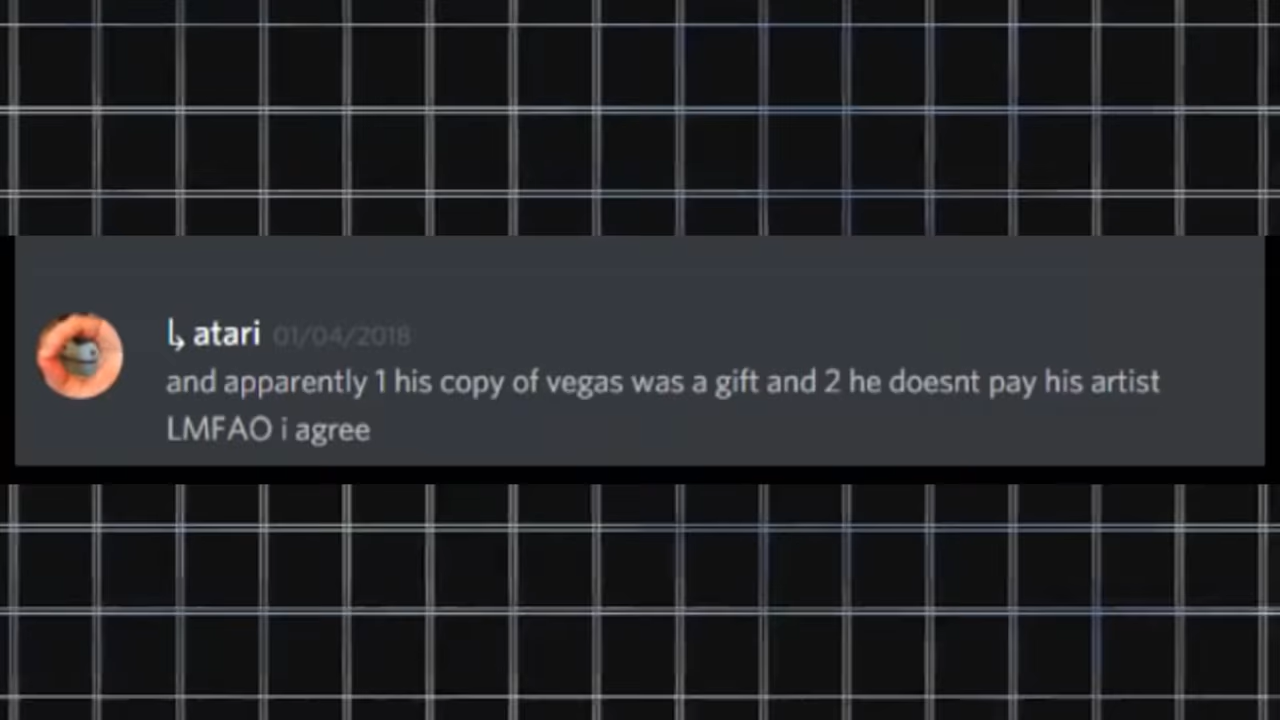 ↳ atari 01/04/2018
and apparently 1 his copy of vegas was a gift and 2 he doesnt pay his artist
LMFAO i agree